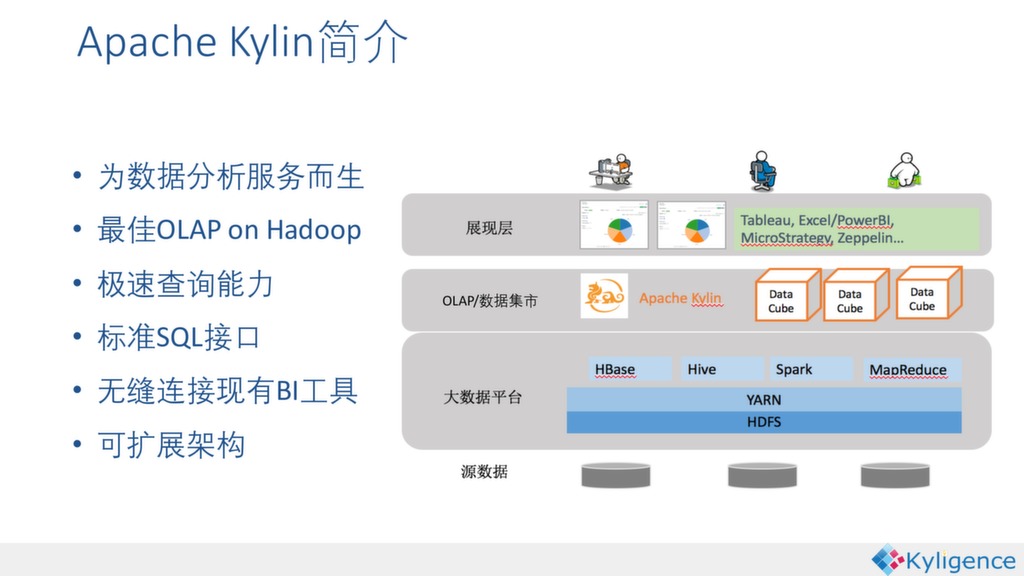 Apache Kylin简介
• 为数据分析服务而生
• 最佳OLAP on Hadoop
• 极速查询能力
• 标准SQL接口
• 无缝连接现有BI工具
• 可扩展架构
展现层
Tableau, Excel/PowerBI,
MicroStrategy, Zeppelin...
OLAP/数据集市
Apache Kylin
Data
Cube
Data
Cube
Data
Cube
大数据平台
HBase
Hive
Spark
MapReduce
YARN
HDFS
源数据
Kyligence